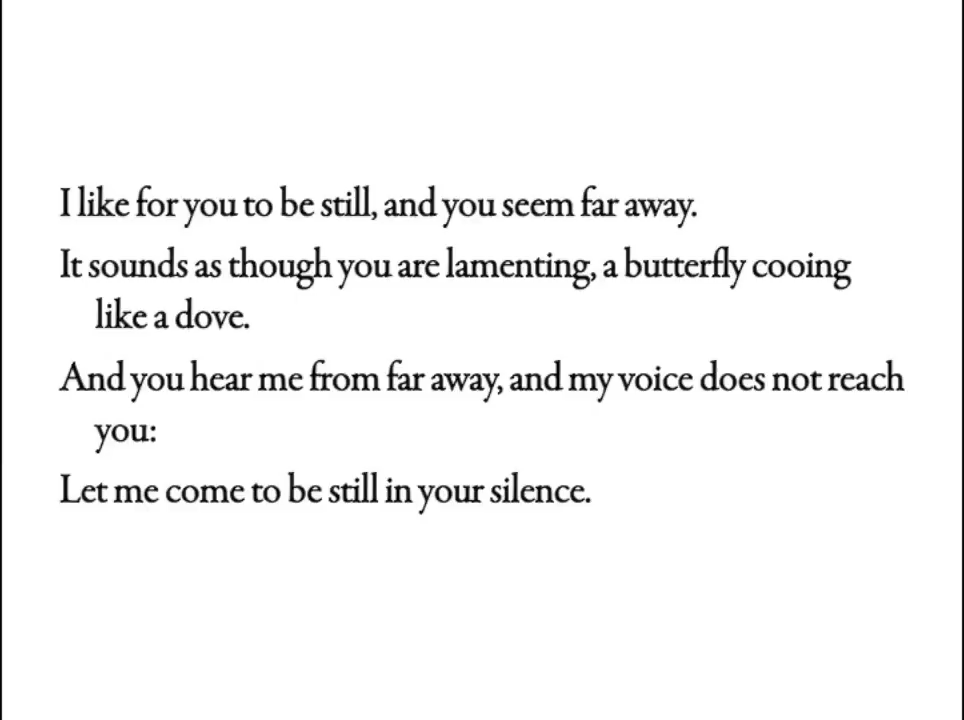 I like for you to be still, and you seem far away.
It sounds as though you are lamenting, a butterfly cooing
like a dove.
And you hear me from far away, and my voice does not reach
you:
Let me come to be still in your silence.